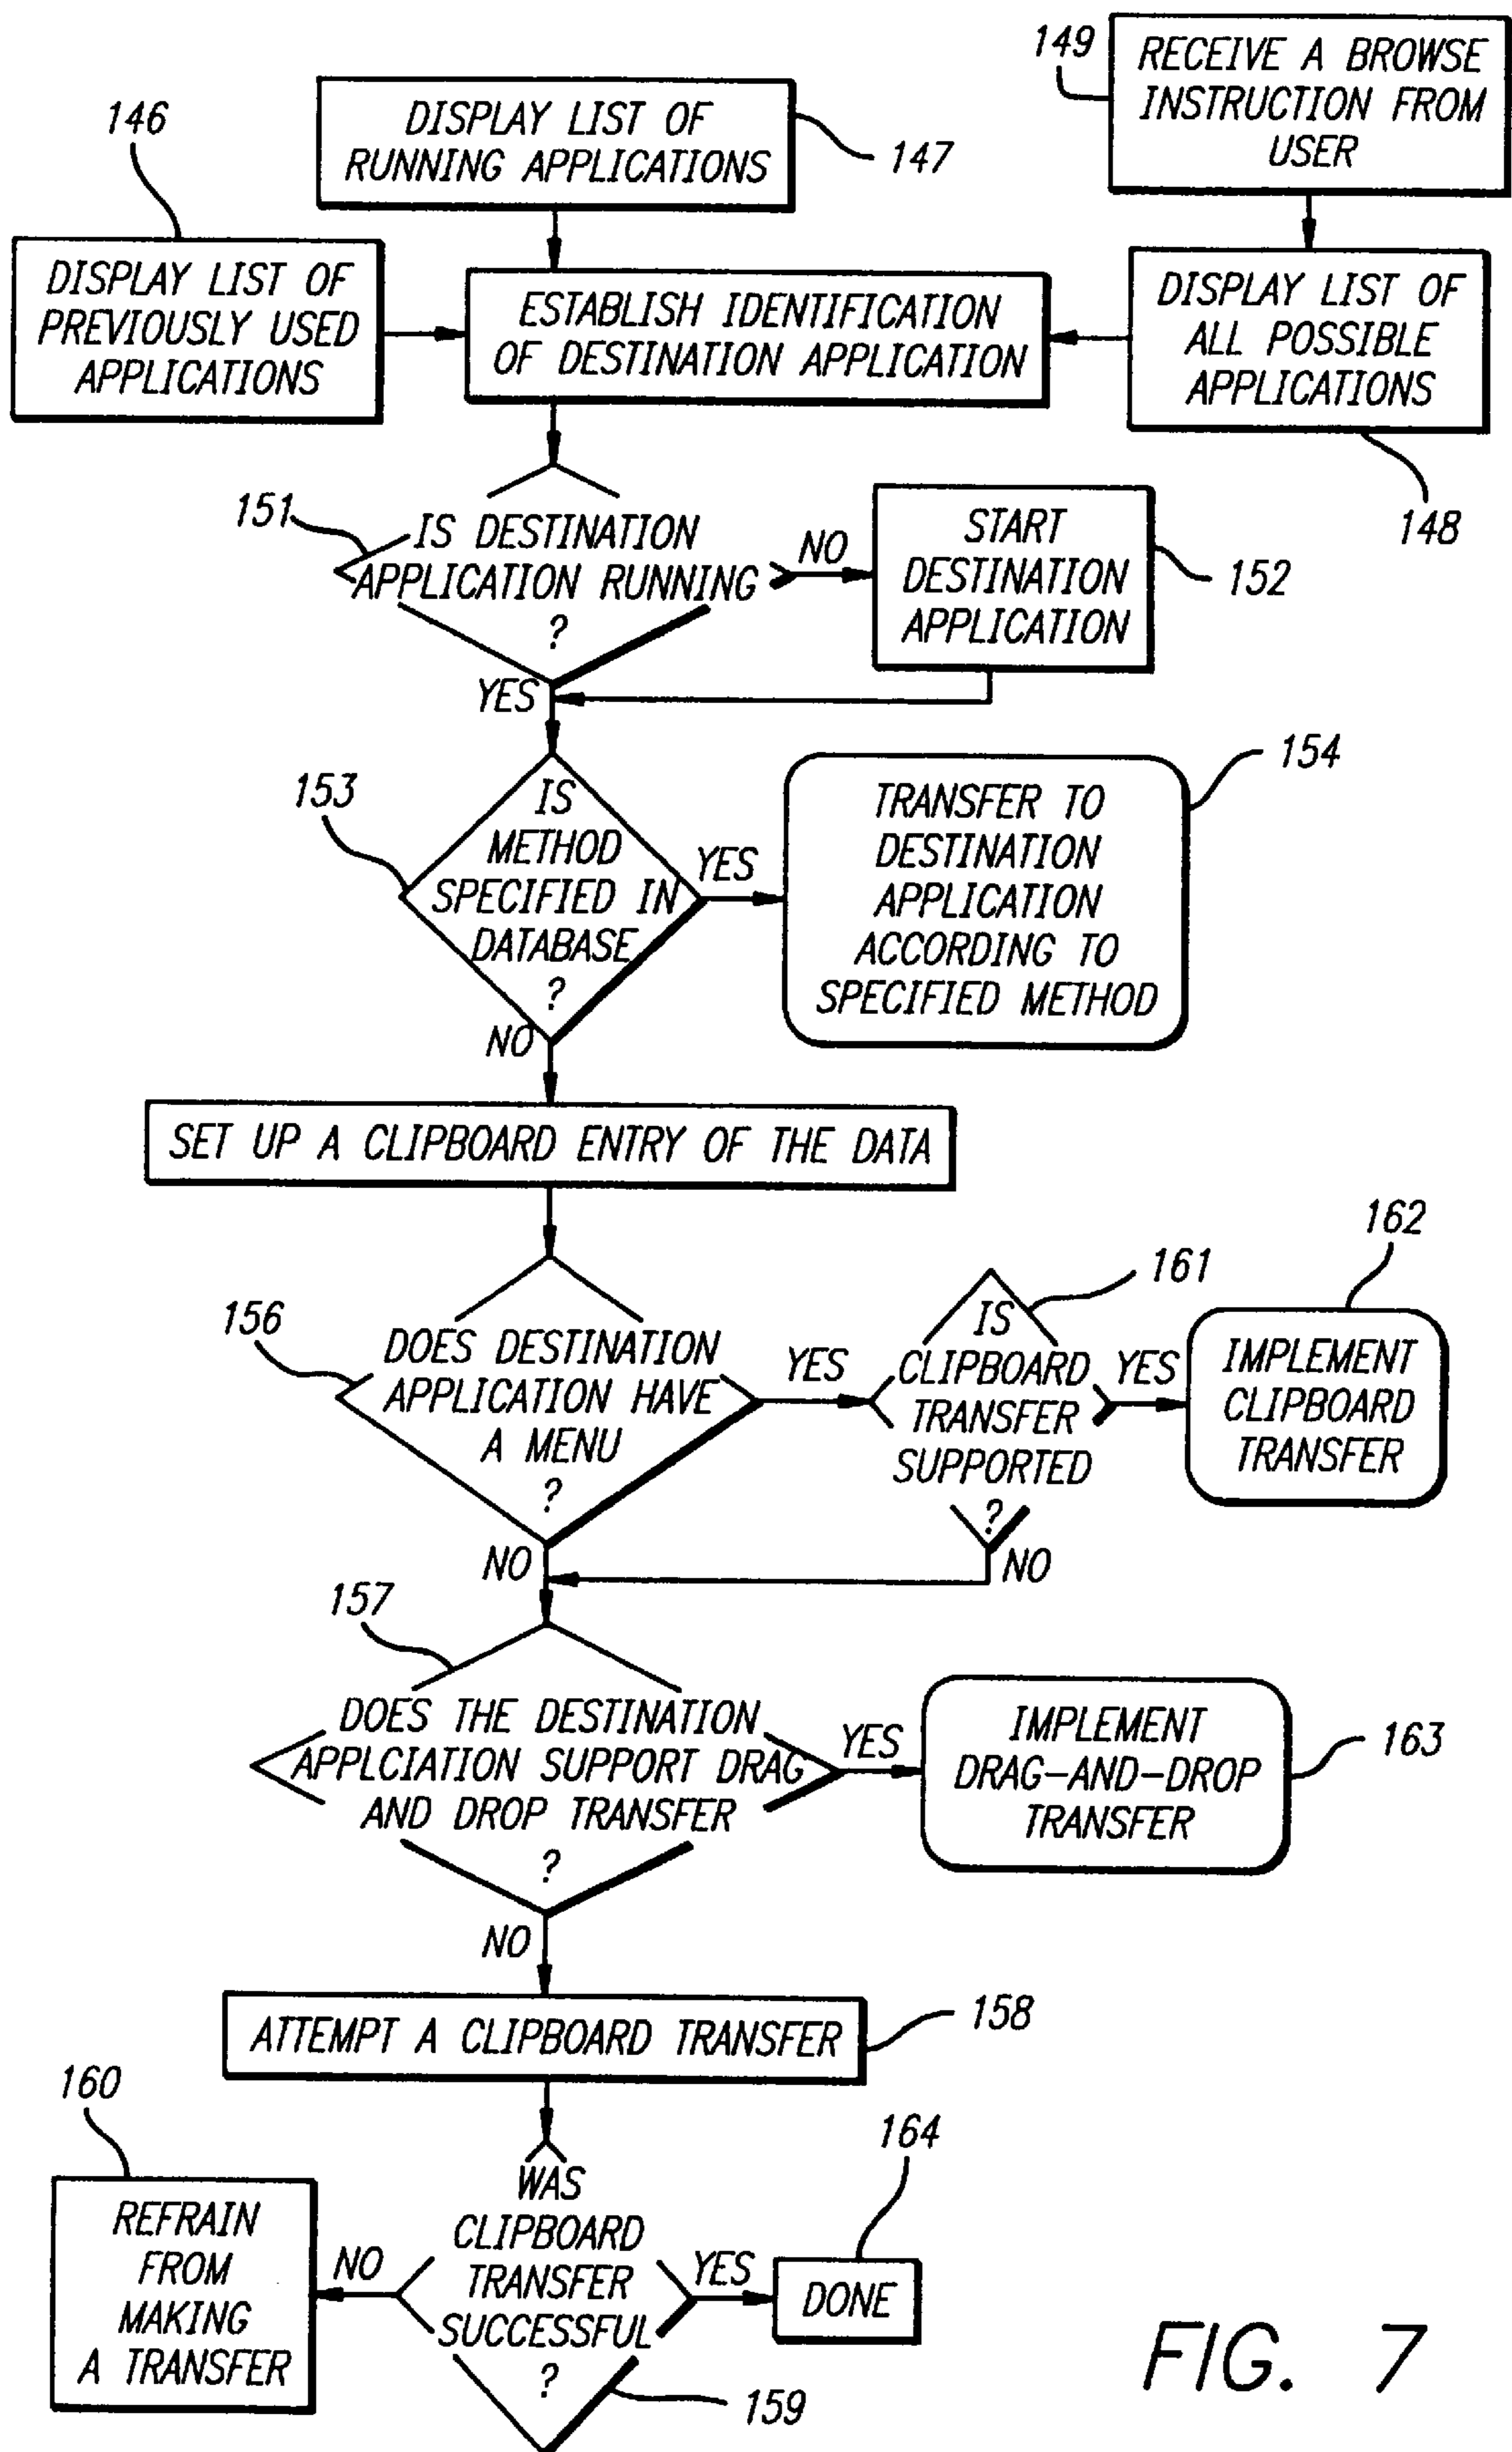 149
RECEIVE A BROWSE
INSTRUCTION FROM
USER
146
DISPLAY LIST OF
RUNNING APPLICATIONS
147
DISPLAY LIST OF
PREVIOUSLY USED
APPLICATIONS
ESTABLISH IDENTIFICATION
OF DESTINATION APPLICATION
DISPLAY LIST OF
ALL POSSIBLE
APPLICATIONS
148
151
IS DESTINATION
APPLICATION RUNNING
?
NO
START
DESTINATION
APPLICATION
152
YES
153
IS
METHOD
SPECIFIED IN
DATABASE
?
YES
TRANSFER TO
DESTINATION
APPLICATION
ACCORDING TO
SPECIFIED METHOD
154
NO
SET UP A CLIPBOARD ENTRY OF THE DATA
156
DOES DESTINATION
APPLICATION HAVE
A MENU
?
YES
161
IS
CLIPBOARD
TRANSFER
SUPPORTED
?
YES
162
IMPLEMENT
CLIPBOARD
TRANSFER
NO
NO
157
DOES THE DESTINATION
APPLCIATION SUPPORT DRAG
AND DROP TRANSFER
?
YES
IMPLEMENT
DRAG-AND-DROP
TRANSFER
163
NO
ATTEMPT A CLIPBOARD TRANSFER
158
160
REFRAIN
FROM
MAKING
A TRANSFER
NO
WAS
CLIPBOARD
TRANSFER
SUCCESSFUL
?
159
YES
164
DONE
FIG. 7